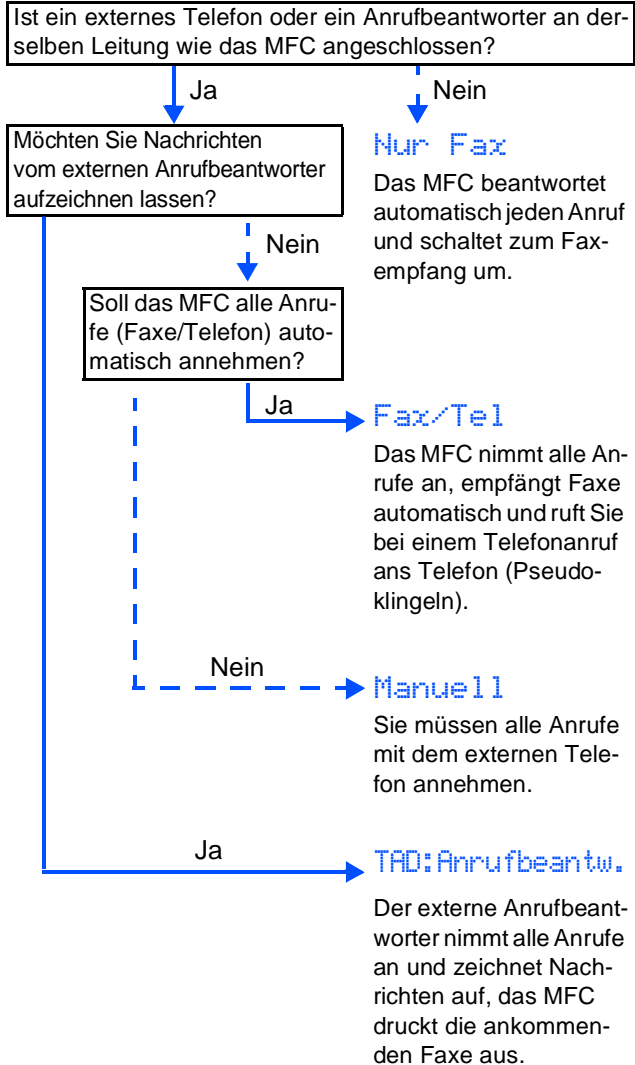 Ist ein externes Telefon oder ein Anrufbeantworter an der-
selben Leitung wie das MFC angeschlossen?
Ja
Nein
Möchten Sie Nachrichten
vom externen Anrufbeantworter
aufzeichnen lassen?
Nur Fax
Das MFC beantwortet
automatisch jeden Anruf
und schaltet zum Fax-
empfang um.
Nein
Soll das MFC alle Anru-
fe (Faxe/Telefon) auto-
matisch annehmen?
Ja
Fax/Tel
Das MFC nimmt alle An-
rufe an, empfängt Faxe
automatisch und ruft Sie
bei einem Telefonanruf
ans Telefon (Pseudo-
klingeln).
Nein
Manuell
Sie müssen alle Anrufe
mit dem externen Tele-
fon annehmen.
Ja
TAD:Anrufbeantw.
Der externe Anrufbeant-
worter nimmt alle Anrufe
an und zeichnet Nach-
richten auf, das MFC
druckt die ankommen-
den Faxe aus.